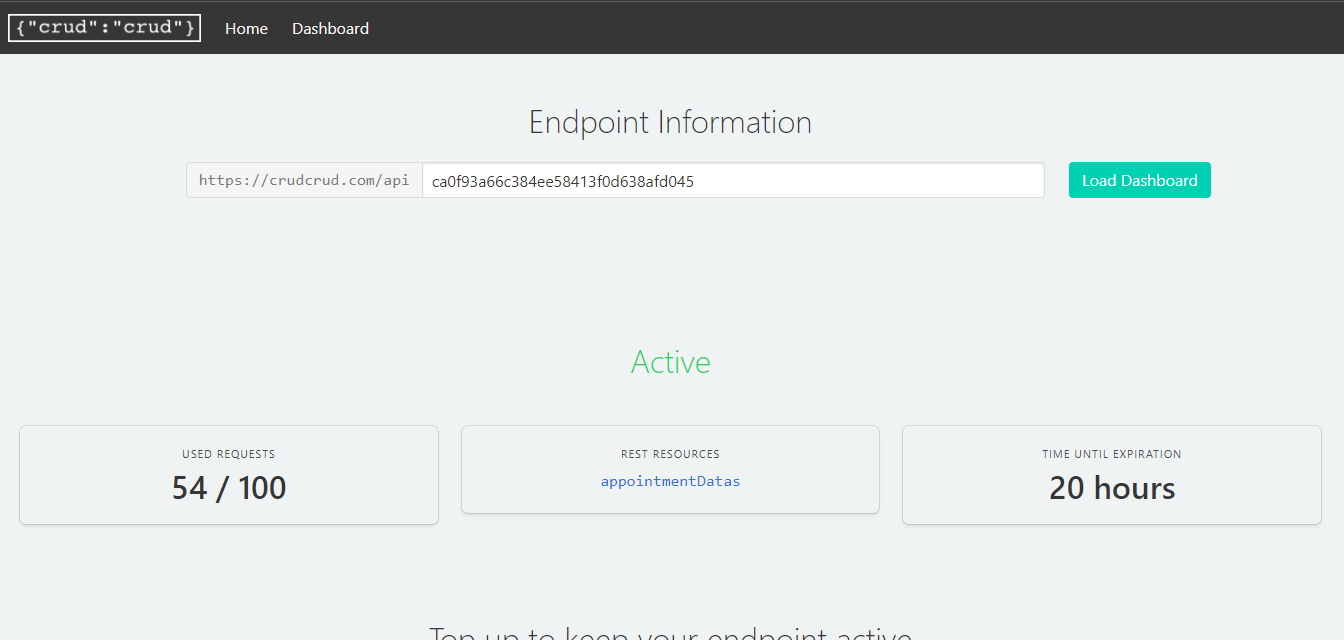 {"crud":"crud"} Home Dashboard
Endpoint Information
https://crudcrud.com/api ca0f93a66c384ee58413f0d638afd045 Load Dashboard
Active
USED REQUESTS
54 / 100
REST RESOURCES
appointmentDatas
TIME UNTIL EXPIRATION
20 hours
Top up to keep your endpoint active